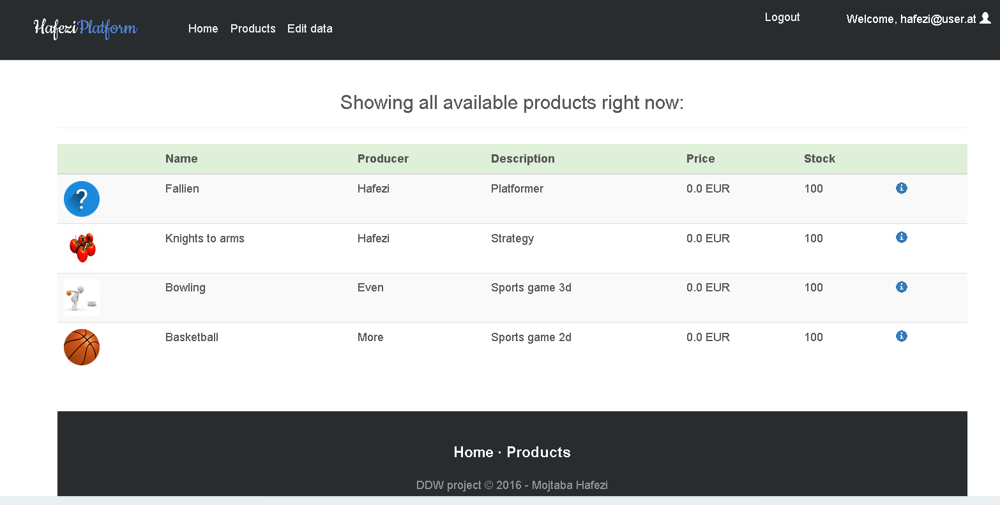 HafeziPlatform Home Products Edit data Logout Welcome, hafezi@user.at
Showing all available products right now:
Name Producer Description Price Stock
? Fallien Hafezi Platformer 0.0 EUR 100 i
Knights to arms Hafezi Strategy 0.0 EUR 100 i
Bowling Even Sports game 3d 0.0 EUR 100 i
Basketball More Sports game 2d 0.0 EUR 100 i
Home · Products
DDW project © 2016 - Mojtaba Hafezi